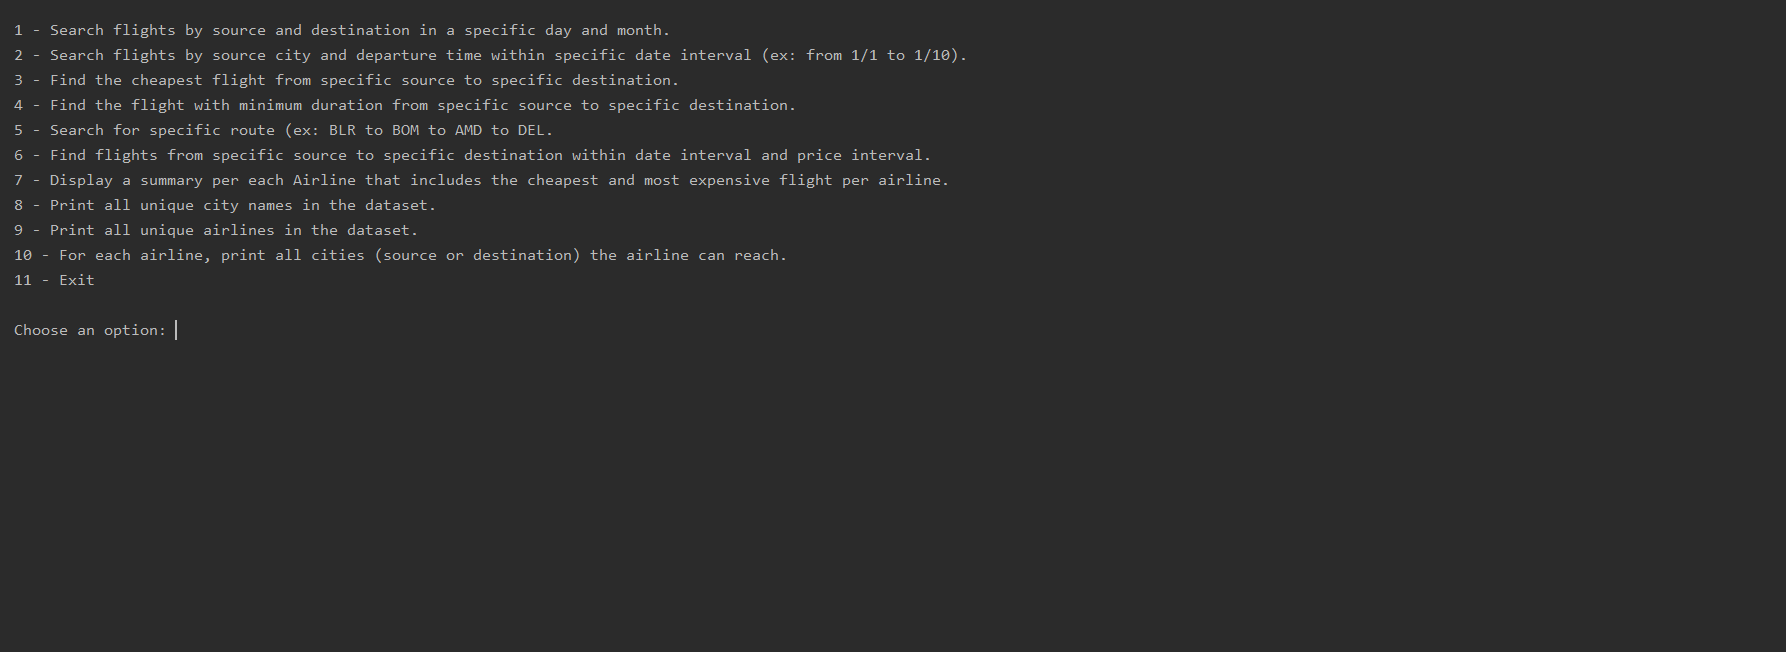 1 - Search flights by source and destination in a specific day and month.
2 - Search flights by source city and departure time within specific date interval (ex: from 1/1 to 1/10).
3 - Find the cheapest flight from specific source to specific destination.
4 - Find the flight with minimum duration from specific source to specific destination.
5 - Search for specific route (ex: BLR to BOM to AMD to DEL.
6 - Find flights from specific source to specific destination within date interval and price interval.
7 - Display a summary per each Airline that includes the cheapest and most expensive flight per airline.
8 - Print all unique city names in the dataset.
9 - Print all unique airlines in the dataset.
10 - For each airline, print all cities (source or destination) the airline can reach.
11 - Exit
Choose an option: